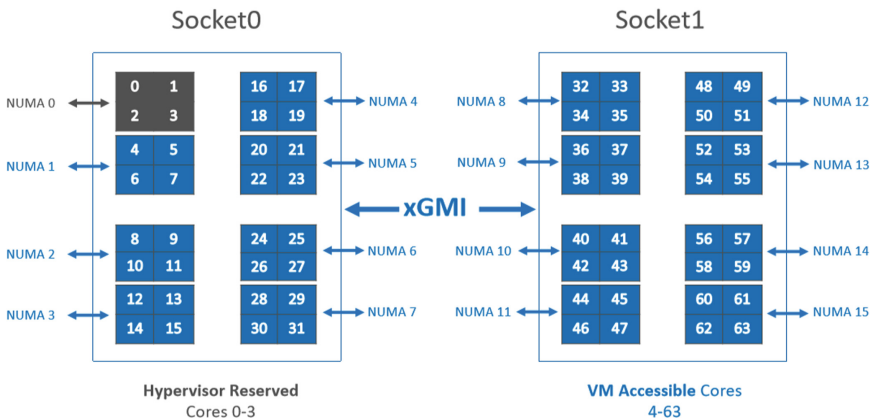 Socket0
Socket1
NUMA 0
0 1
2 3
16 17
18 19
NUMA 4
NUMA 1
4 5
6 7
20 21
22 23
NUMA 5
NUMA 2
8 9
10 11
24 25
26 27
NUMA 6
NUMA 3
12 13
14 15
28 29
30 31
NUMA 7
xGMI
NUMA 8
32 33
34 35
48 49
50 51
NUMA 12
NUMA 9
36 37
38 39
52 53
54 55
NUMA 13
NUMA 10
40 41
42 43
56 57
58 59
NUMA 14
NUMA 11
44 45
46 47
60 61
62 63
NUMA 15
Hypervisor Reserved
Cores 0-3
VM Accessible Cores
4-63